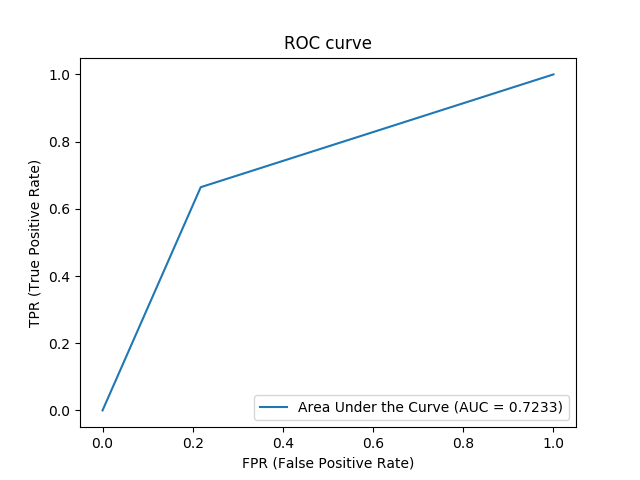 ROC curve
TPR (True Positive Rate)
1.0
0.8
0.6
0.4
0.2
0.0
Area Under the Curve (AUC = 0.7233)
0.0 0.2 0.4 0.6 0.8 1.0
FPR (False Positive Rate)